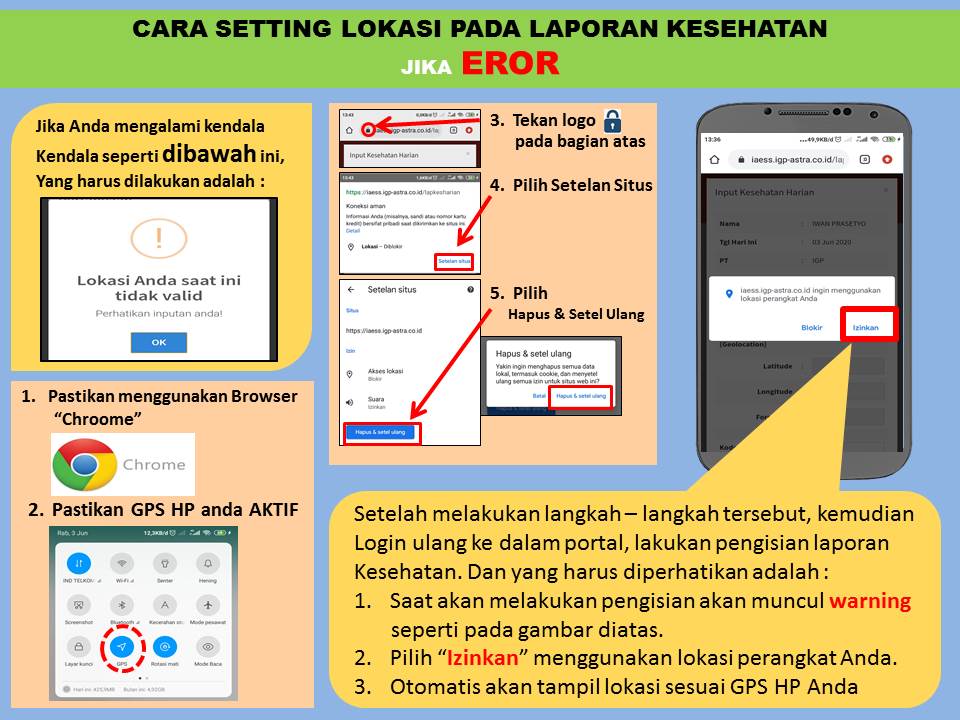 CARA SETTING LOKASI PADA LAPORAN KESEHATAN
JIKA EROR
Jika Anda mengalami kendala
Kendala seperti dibawah ini,
Yang harus dilakukan adalah :
!
Lokasi Anda saat ini
tidak valid
Perhatikan inputan anda!
OK
1. Pastikan menggunakan Browser
“Chroome”
Chrome
2. Pastikan GPS HP anda AKTIF
Rab, 3 Jun
12,3KB/d
IND TELKOM
Wi-Fi
Senter
Hening
Screenshot
Bluetooth
Kecerahan
Mode pesawat
Layar kunci
GPS
Rotasi mati
Mode Baca
3. Tekan logo
pada bagian atas
13:43
iaess.igp-astra.co.id/la
Input Kesehatan Harian
4. Pilih Setelan Situs
13:43
https://iaess.igp-astra.co.id/lapkesharian
Koneksi aman
Informasi Anda (misalnya, sandi atau nomor kartu
kredit) bersifat pribadi saat dikirimkan ke situs ini
Detail
Lokasi – Diblokir
Setelan situs
5. Pilih
Hapus & Setel Ulang
Setelan situs
Situs
https://iaess.igp-astra.co.id
Izin
Akses lokasi
Blokir
Suara
Izinkan
Hapus & setel ulang
Hapus & setel ulang
Yakin ingin menghapus semua data
lokal, termasuk cookie, dan menyetel
ulang semua izin untuk situs web ini?
Batal Hapus & setel ulang
13:36
...49,9KB/d
iaess.igp-astra.co.id/la
Input Kesehatan Harian
Nama : IWAN PRASETYO
Tgl Hari Ini : 03 Jun 2020
PT : IGP
iaess.igp-astra.co.id ingin menggunakan
lokasi perangkat Anda
Blokir Izinkan
(Geolocation)
Latitude :
Longitude
Setelah melakukan langkah – langkah tersebut, kemudian
Login ulang ke dalam portal, lakukan pengisian laporan
Kesehatan. Dan yang harus diperhatikan adalah :
1. Saat akan melakukan pengisian akan muncul warning
seperti pada gambar diatas.
2. Pilih “Izinkan” menggunakan lokasi perangkat Anda.
3. Otomatis akan tampil lokasi sesuai GPS HP Anda